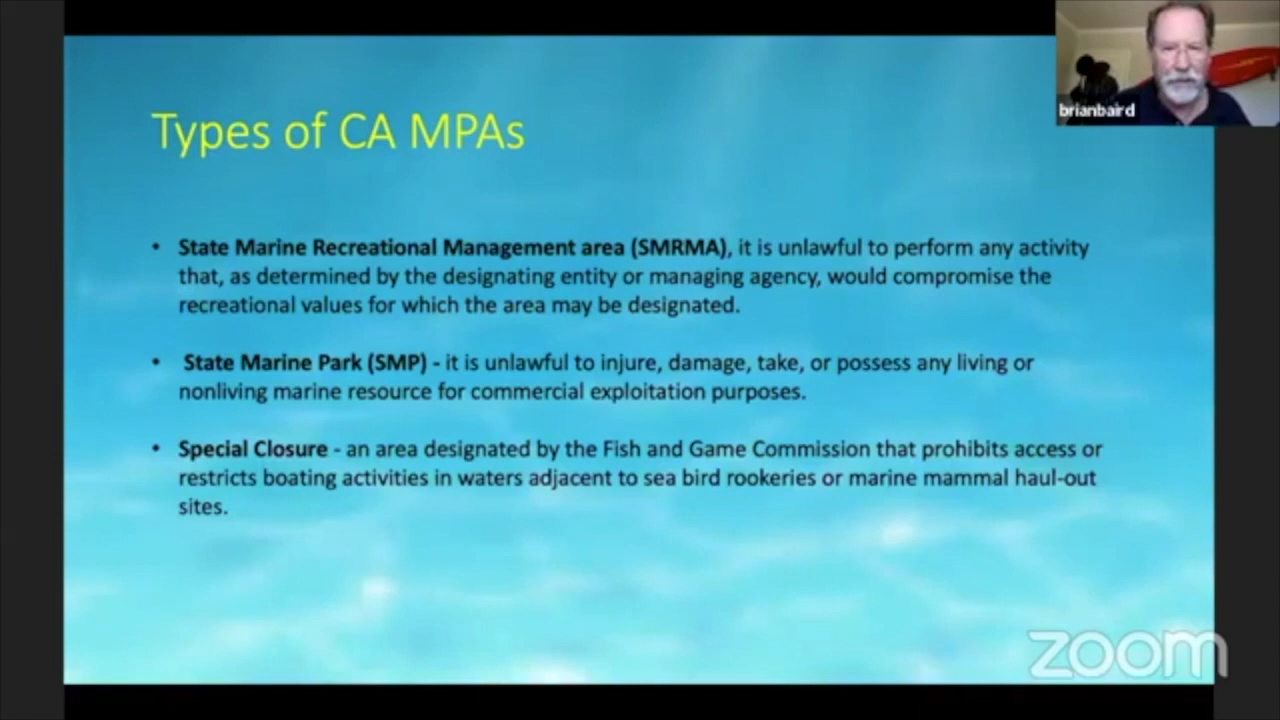 brianbaird
Types of CA MPAs
• State Marine Recreational Management area (SMRMA), it is unlawful to perform any activity
that, as determined by the designating entity or managing agency, would compromise the
recreational values for which the area may be designated.
• State Marine Park (SMP) - it is unlawful to injure, damage, take, or possess any living or
nonliving marine resource for commercial exploitation purposes.
• Special Closure - an area designated by the Fish and Game Commission that prohibits access or
restricts boating activities in waters adjacent to sea bird rookeries or marine mammal haul-out
sites.
zoom